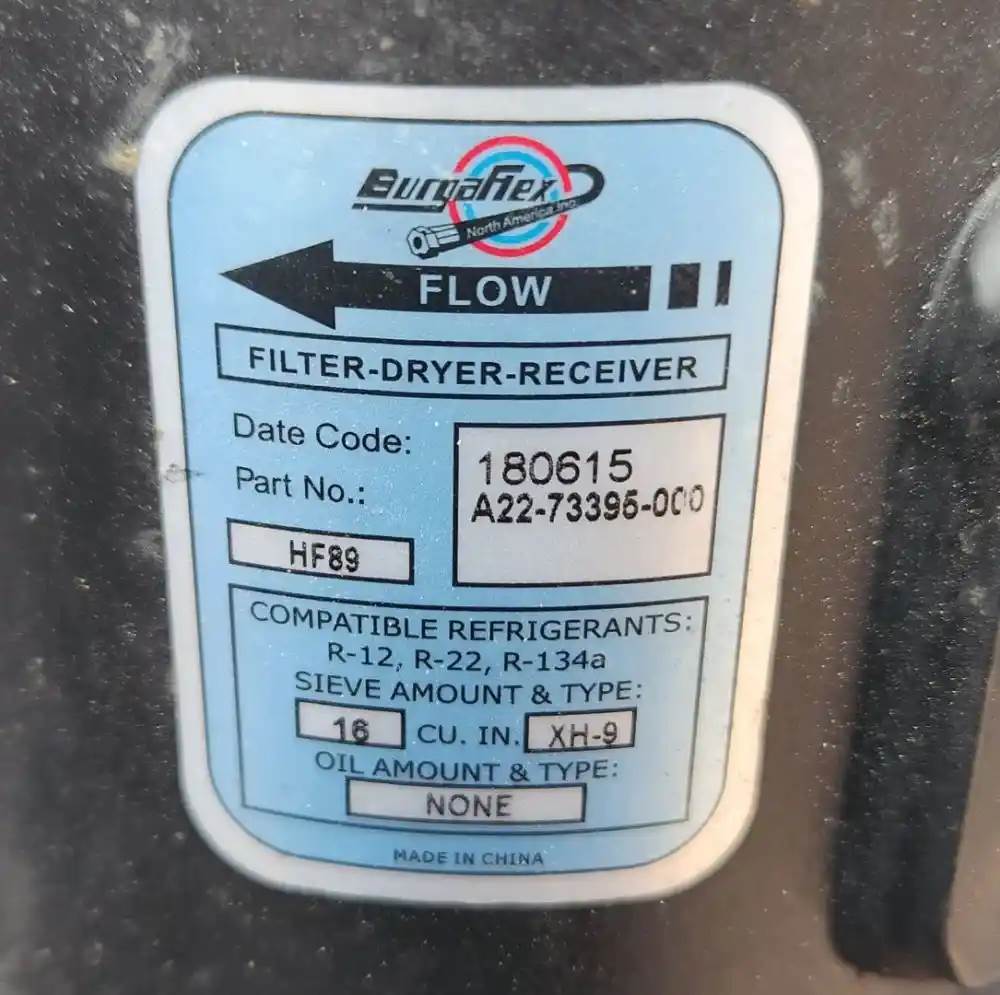 BurgaFlex
North America Inc.
FLOW
FILTER-DRYER-RECEIVER
Date Code:
180615
Part No.:
A22-73395-000
HF89
COMPATIBLE REFRIGERANTS:
R-12, R-22, R-134a
SIEVE AMOUNT & TYPE:
16 CU. IN. XH-9
OIL AMOUNT & TYPE:
NONE
MADE IN CHINA